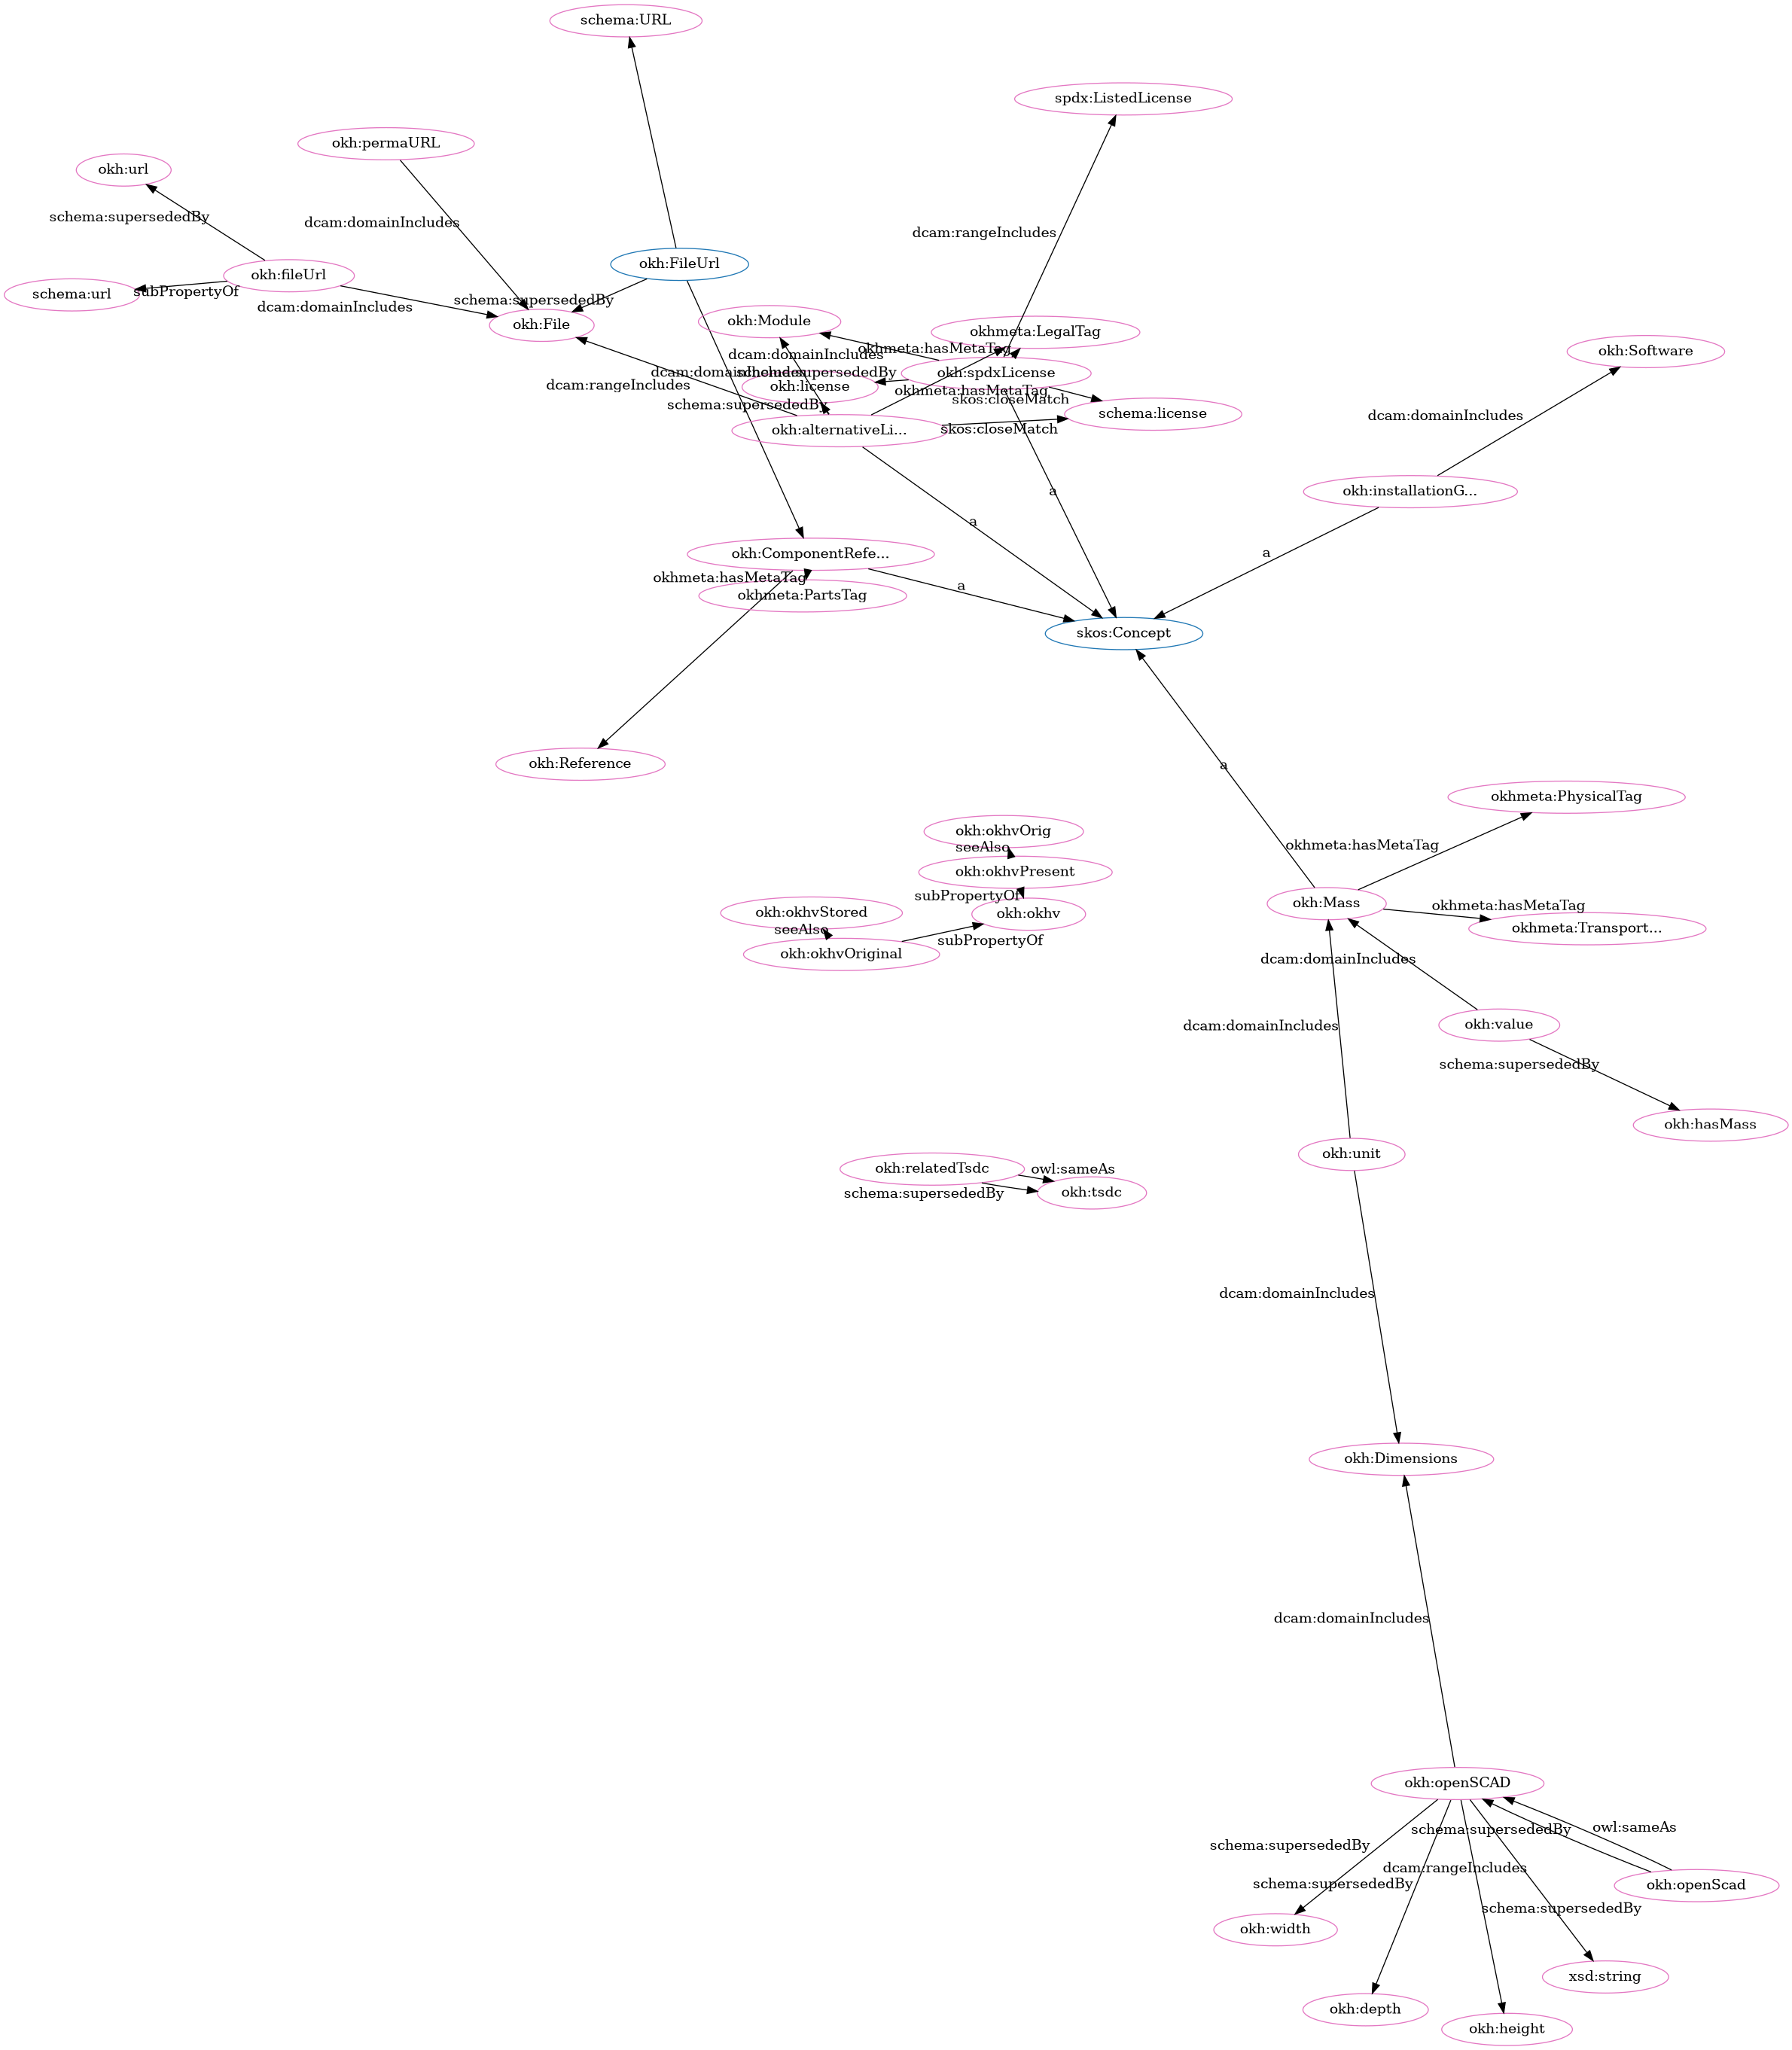 schema:URL
spdx:ListedLicense
okh:permaURL
okh:url
schema:supersededBy
dcam:domainIncludes
dcam:rangeIncludes
okh:FileUrl
okh:fileUrl
schema:url
subPropertyOf
dcam:domainIncludes
schema:supersededBy
okh:File
okh:Module
okhmeta:LegalTag
okhmeta:hasMetaTag
okh:Software
dcam:domainIncludes
dcam:domainIncludes
schema:supersededBy
okh:spdxLicense
dcam:rangeIncludes
okh:license
okhmeta:hasMetaTag
skos:closeMatch
schema:supersededBy
schema:license
dcam:domainIncludes
okh:alternativeLi...
skos:closeMatch
a
a
okh:installationG...
a
okh:ComponentRefe...
okhmeta:hasMetaTag
a
okhmeta:PartsTag
skos:Concept
okh:Reference
a
okhmeta:PhysicalTag
okh:okhvOrig
seeAlso
okhmeta:hasMetaTag
okh:okhvPresent
subPropertyOf
okh:Mass
okhmeta:hasMetaTag
okh:okhvStored
okh:okhv
seeAlso
okhmeta:Transport...
subPropertyOf
okh:okhvOriginal
dcam:domainIncludes
dcam:domainIncludes
okh:value
schema:supersededBy
okh:hasMass
okh:unit
okh:relatedTsdc
owl:sameAs
schema:supersededBy
okh:tsdc
dcam:domainIncludes
okh:Dimensions
dcam:domainIncludes
okh:openSCAD
schema:supersededBy
schema:supersededBy
owl:sameAs
schema:supersededBy
dcam:rangeIncludes
okh:openScad
schema:supersededBy
okh:width
xsd:string
okh:depth
okh:height